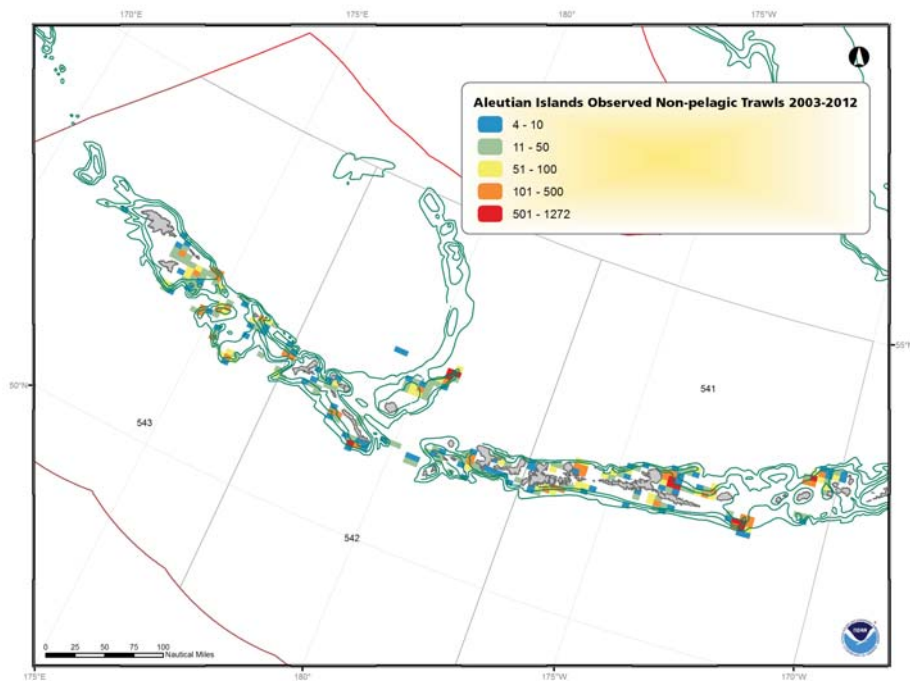 170°E
175°E
180°
175°W
Aleutian Islands Observed Non-pelagic Trawls 2003-2012
4 - 10
11 - 50
51 - 100
101 - 500
501 - 1272
55°N
541
50°N
543
542
0 25 50 75 100
Nautical Miles
NOAA
175°E
180°
175°W
170°W